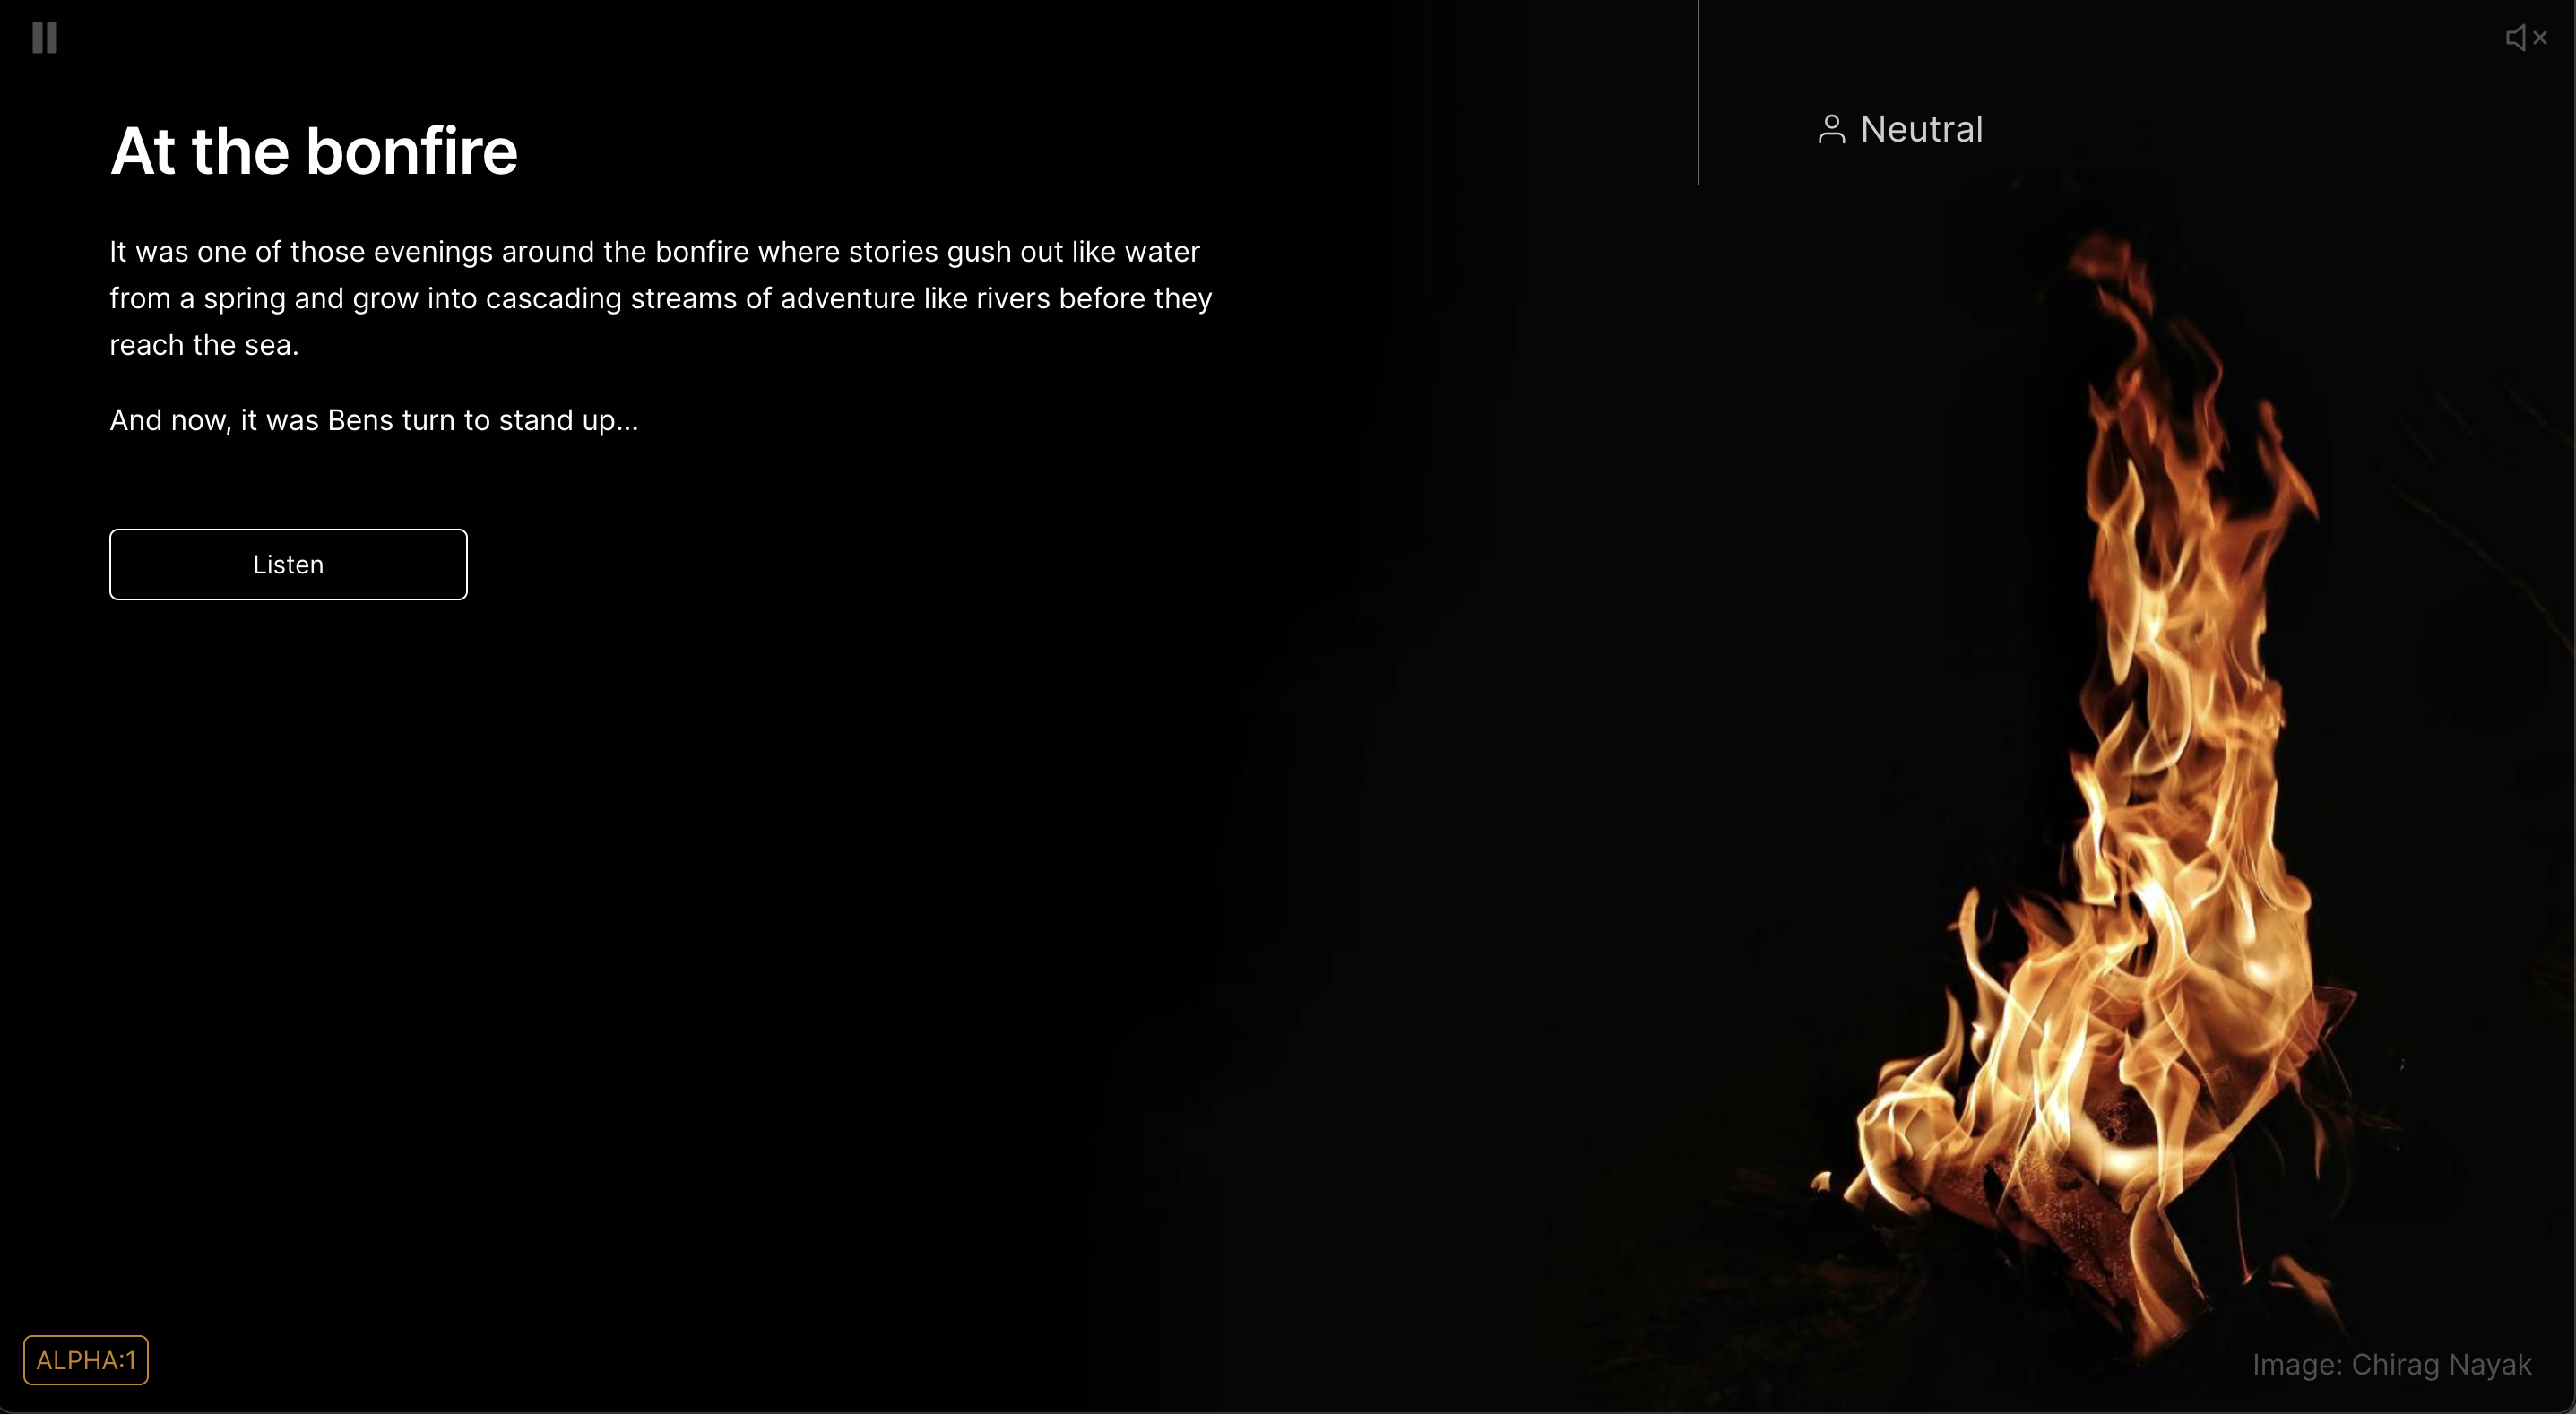 At the bonfire
Neutral
It was one of those evenings around the bonfire where stories gush out like water
from a spring and grow into cascading streams of adventure like rivers before they
reach the sea.
And now, it was Bens turn to stand up...
Listen
ALPHA:1
Image: Chirag Nayak